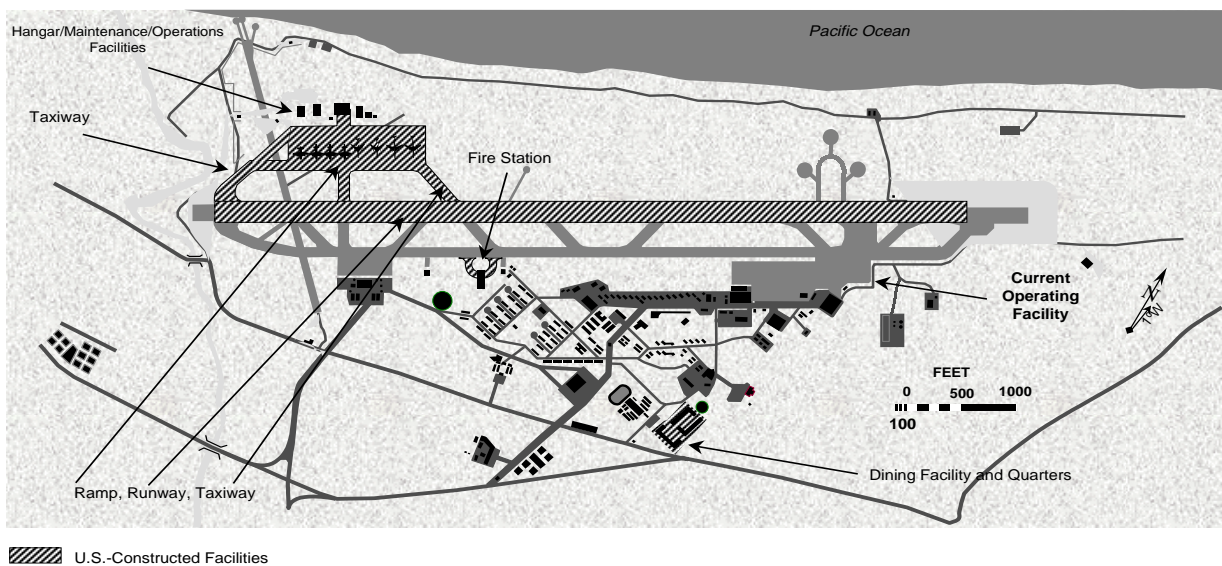 Hangar/Maintenance/Operations
Facilities
Pacific Ocean
Taxiway
Fire Station
Current
Operating
Facility
N
1°W
FEET
0 500 1000
100
Ramp, Runway, Taxiway
Dining Facility and Quarters
U.S.-Constructed Facilities